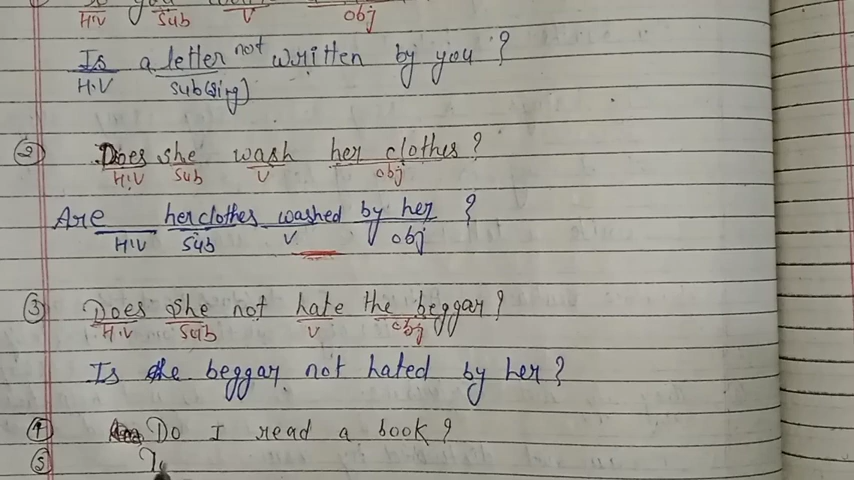 you
H.V Sub V obj
Is a letter not written by you ?
H.V Sub(sing)
② Does she wash her clothes ?
H.V Sub V obj
Are her clothes washed by her ?
H.V Sub V obj
③ Does she not hate the beggar ?
H.V Sub V obj
Is the beggar not hated by her ?
④ Do I read a book ?
⑤